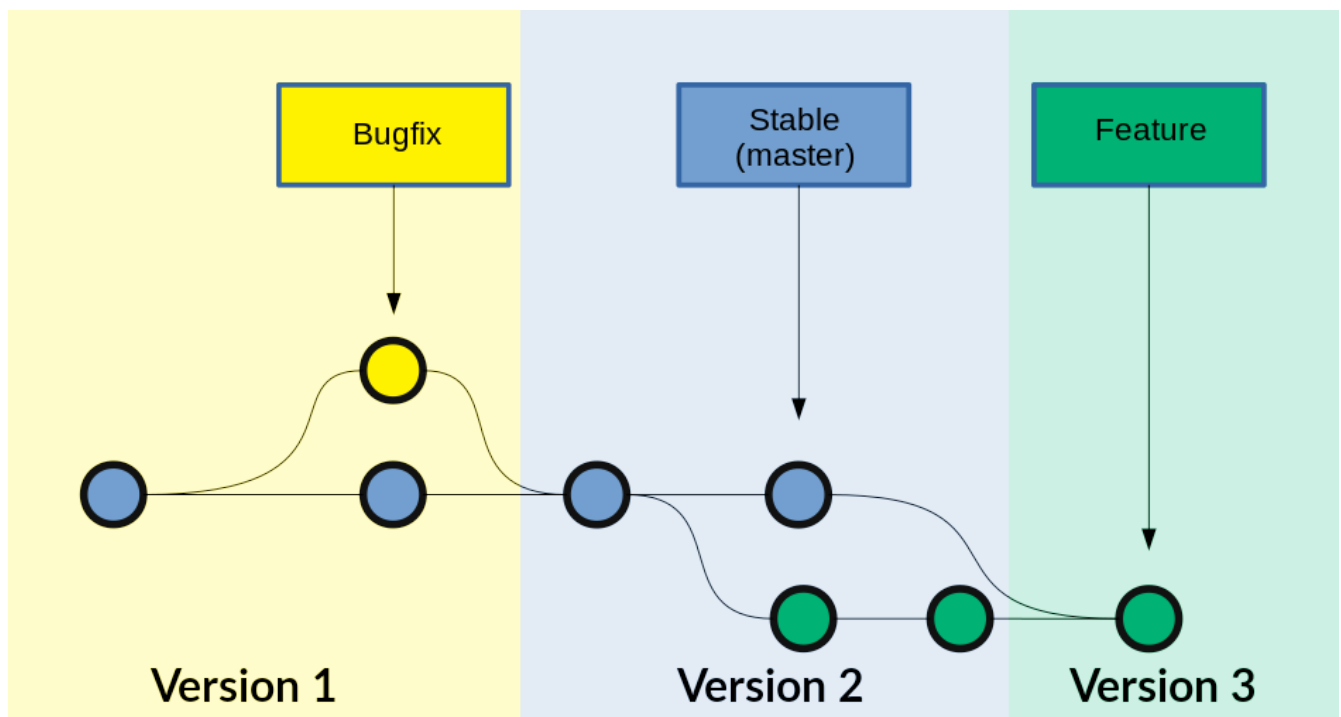 Bugfix
Stable
(master)
Feature
Version 1
Version 2
Version 3